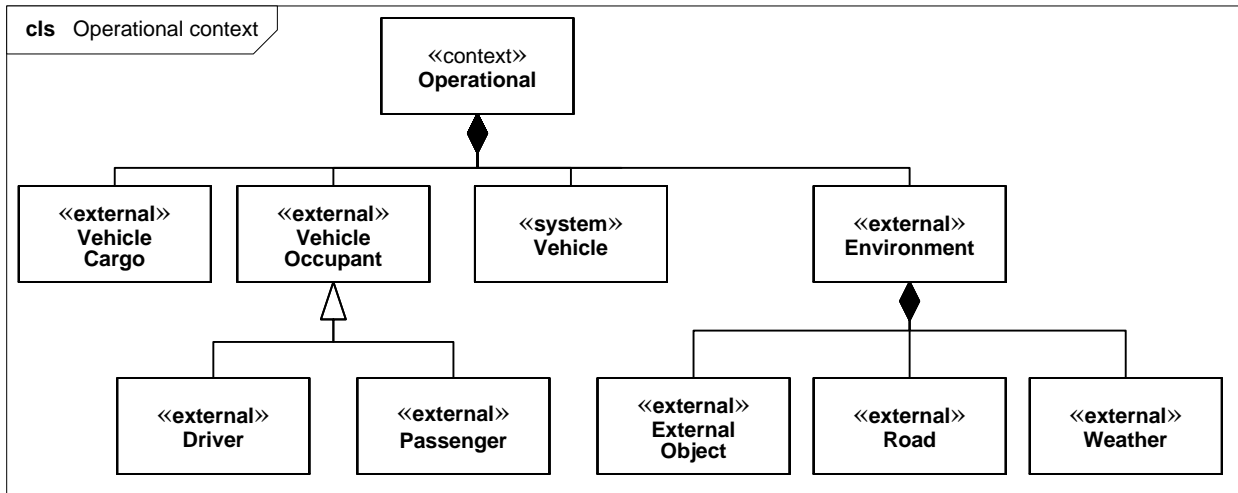 cls Operational context
«context»
Operational
«external»
Vehicle
Cargo
«external»
Vehicle
Occupant
«system»
Vehicle
«external»
Environment
«external»
Driver
«external»
Passenger
«external»
External
Object
«external»
Road
«external»
Weather